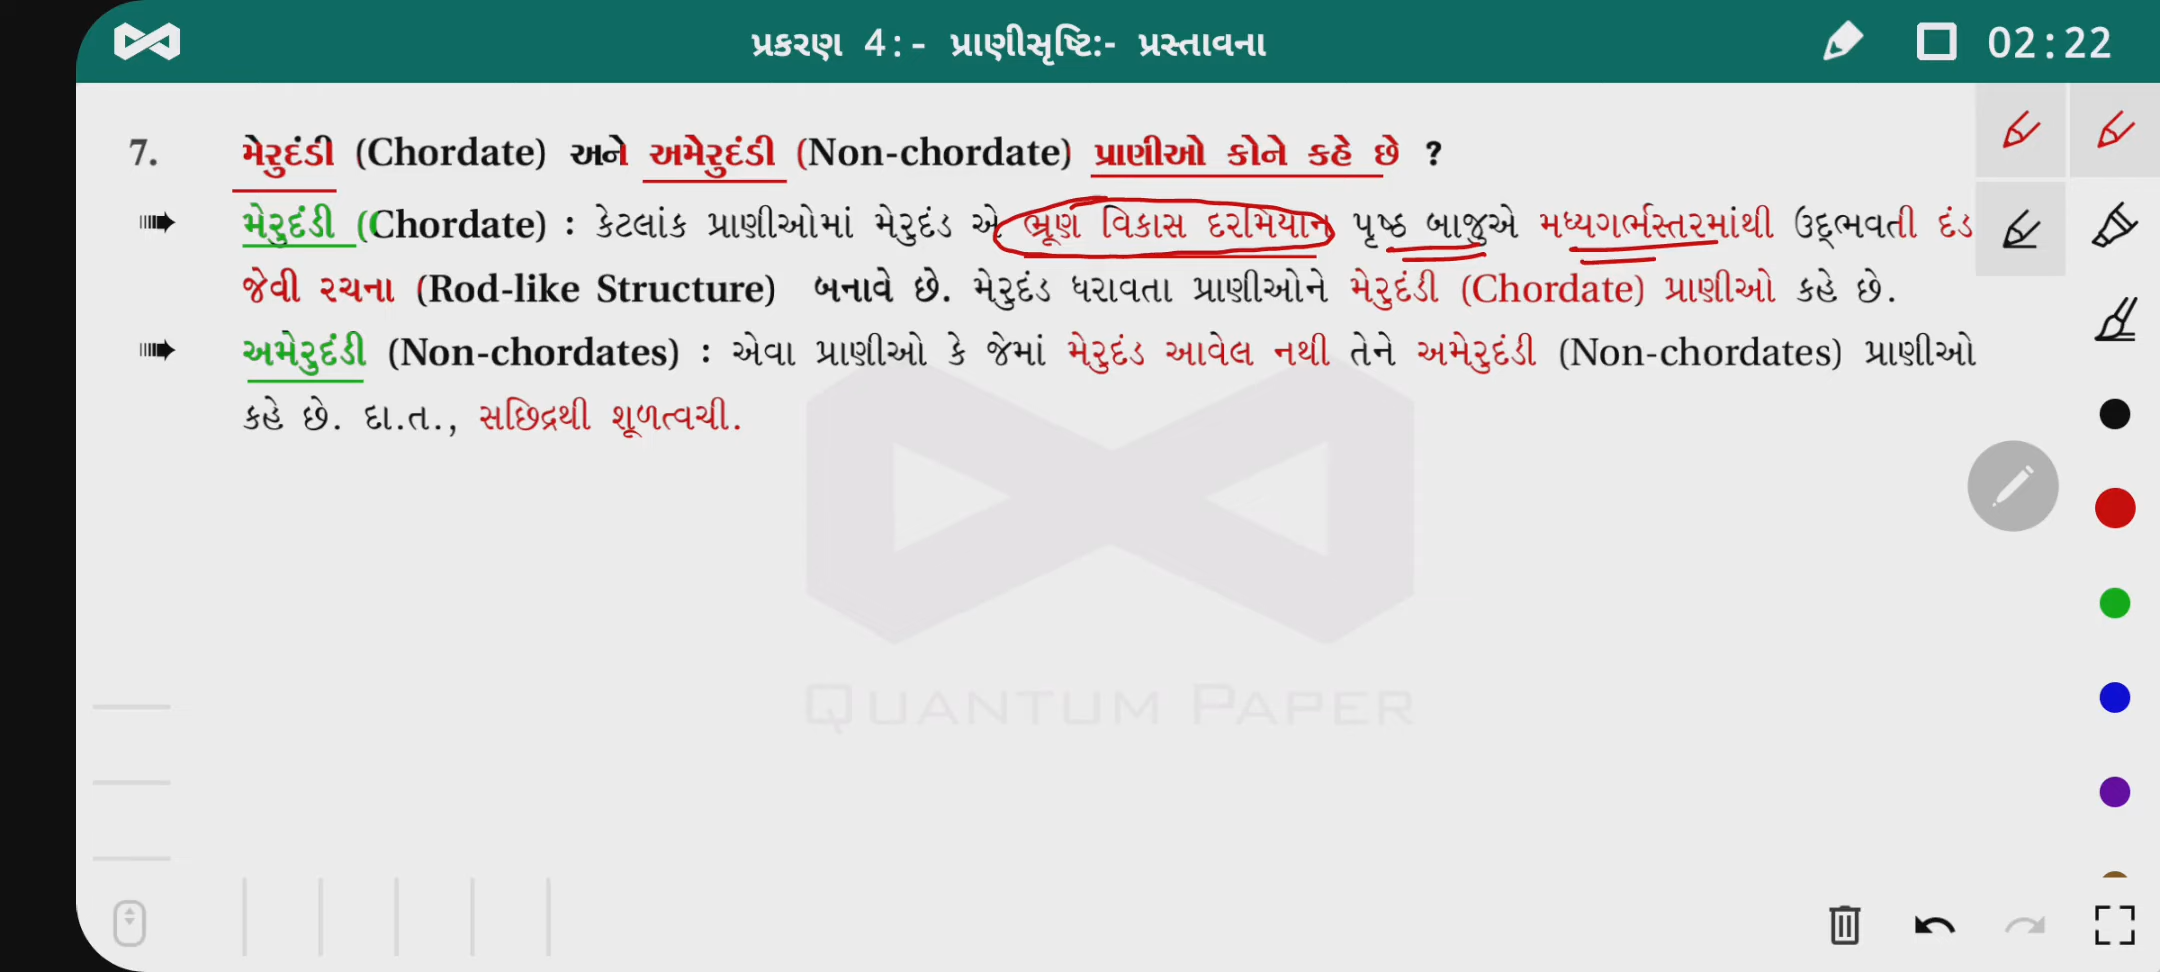 પ્રકરણ 4:- પ્રાણીસૃષ્ટિ:- પ્રસ્તાવના
02:22
7. મેરુદંડી (Chordate) અને અમેરુદંડી (Non-chordate) પ્રાણીઓ કોને કહે છે ?
મેરુદંડી (Chordate) : કેટલાંક પ્રાણીઓમાં મેરુદંડ એ ભ્રૂણ વિકાસ દરમિયાન પૃષ્ઠ બાજુએ મધ્યગર્ભસ્તરમાંથી ઉદ્ભવતી દંડ
જેવી રચના (Rod-like Structure) બનાવે છે. મેરુદંડ ધરાવતા પ્રાણીઓને મેરુદંડી (Chordate) પ્રાણીઓ કહે છે.
અમેરુદંડી (Non-chordates) : એવા પ્રાણીઓ કે જેમાં મેરુદંડ આવેલ નથી તેને અમેરુદંડી (Non-chordates) પ્રાણીઓ
કહે છે. દા.ત., સછિદ્રથી શૂળત્વચી.
QUANTUM PAPER